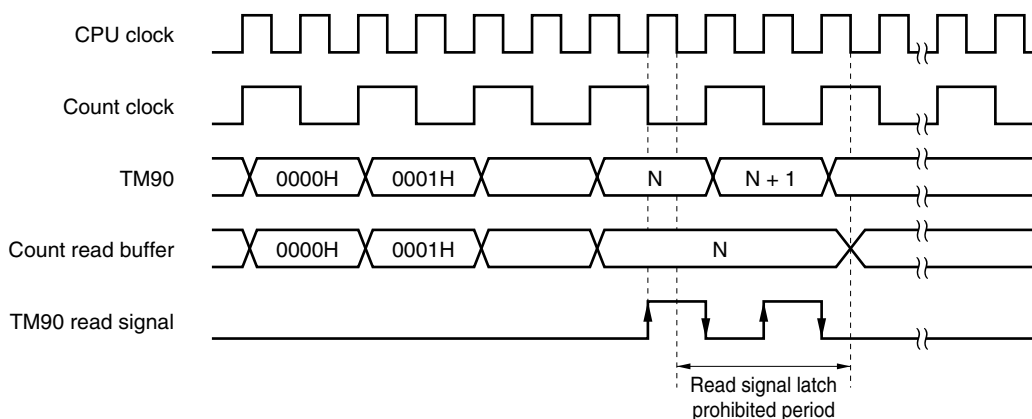 CPU clock
Count clock
TM90
0000H
0001H
N
N + 1
Count read buffer
0000H
0001H
N
TM90 read signal
Read signal latch
prohibited period